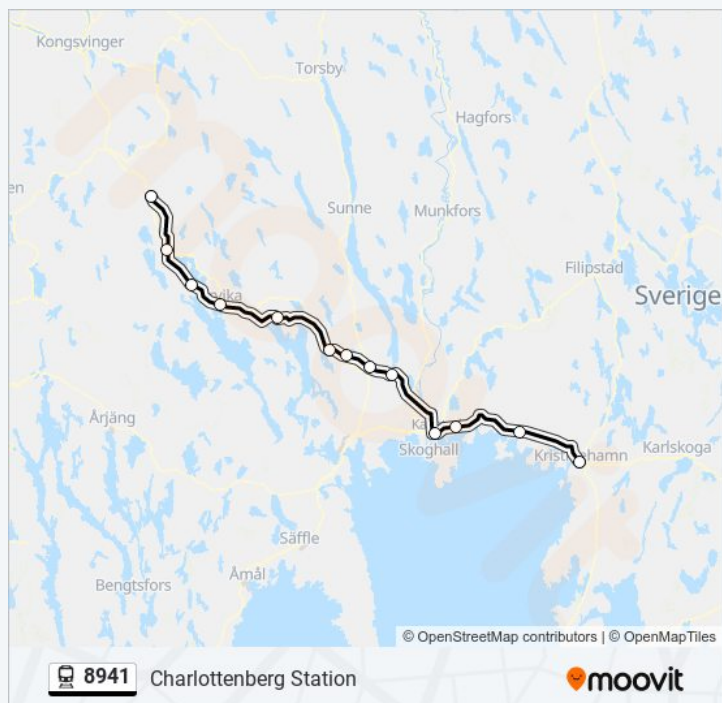 Kongsvinger
Torsby
Hagfors
Sunne
Munkfors
Filipstad
Sverige
Årjäng
Skoghall
Karlskoga
Säffle
Åmål
Bengtsfors
© OpenStreetMap contributors | © OpenMapTiles
8941 Charlottenberg Station
moovit